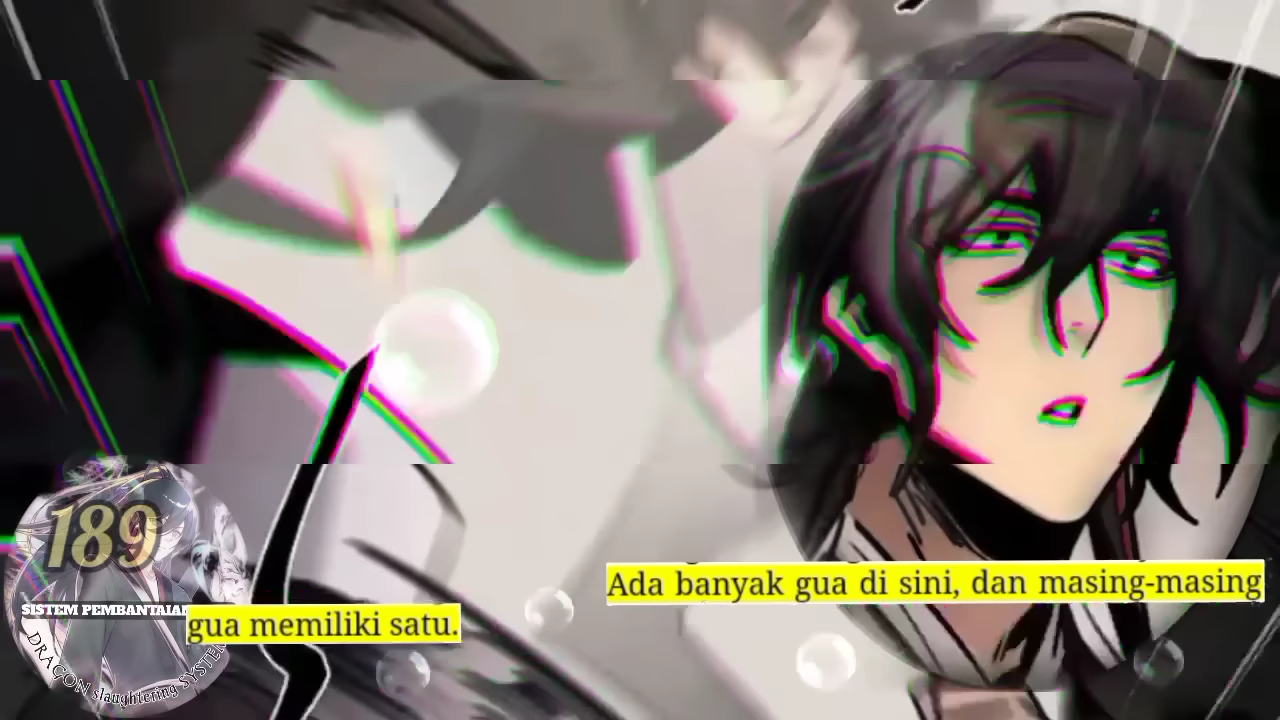 Ada banyak gua di sini, dan masing-masing
gua memiliki satu.
189
SISTEM PEMBANTAIAN
DRAGON slaughtering SYSTEM